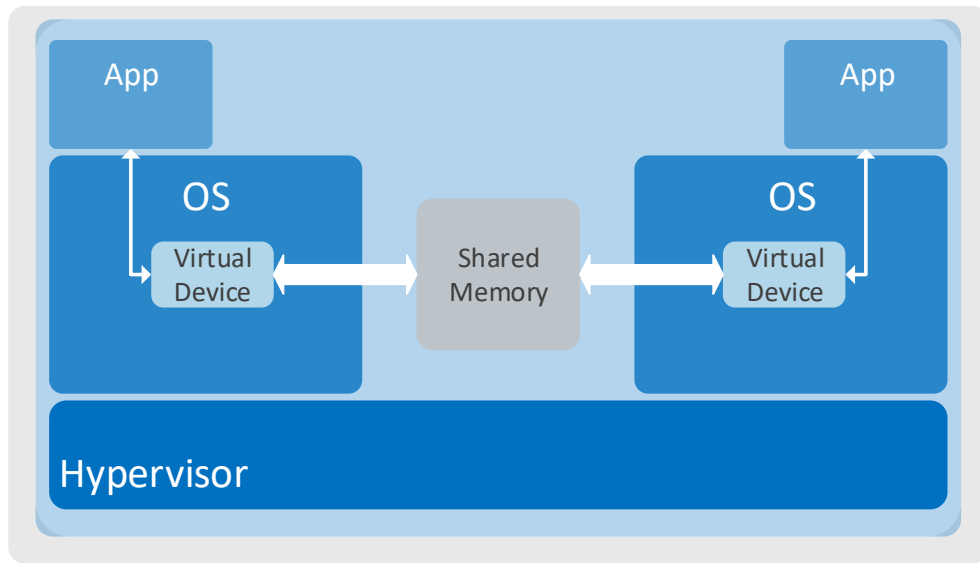 App
App
OS
OS
Virtual
Device
Shared
Memory
Virtual
Device
Hypervisor